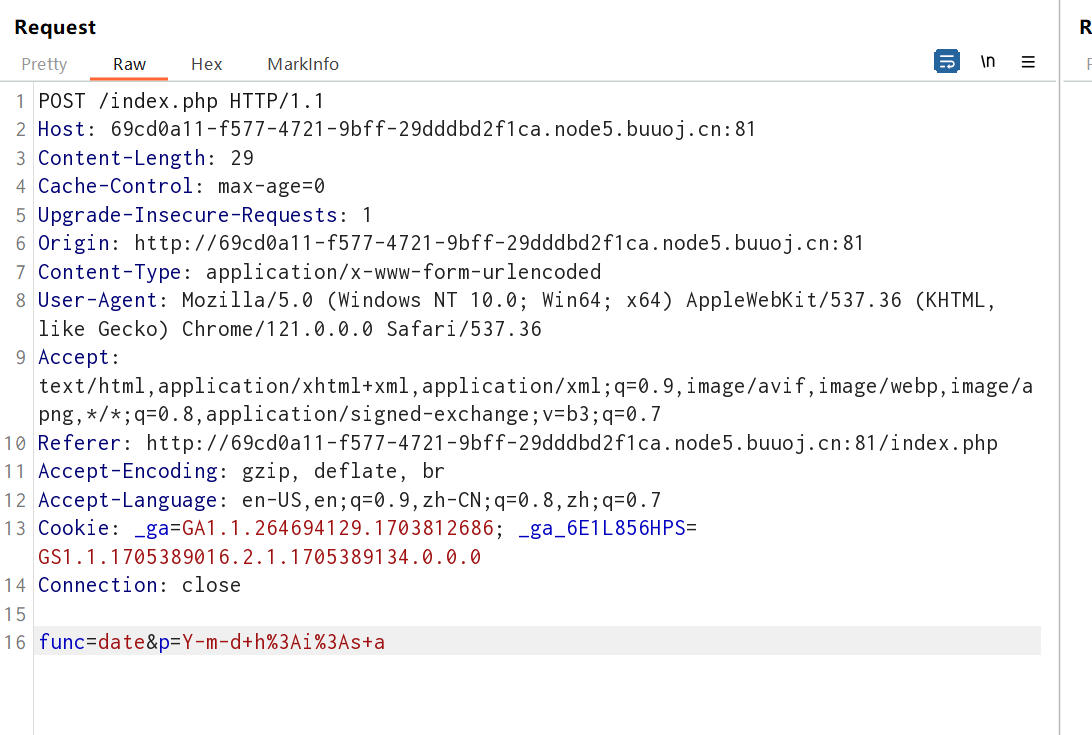 Request
R
Pretty Raw Hex MarkInfo \n
1 POST /index.php HTTP/1.1
2 Host: 69cd0a11-f577-4721-9bff-29dddbd2f1ca.node5.buuoj.cn:81
3 Content-Length: 29
4 Cache-Control: max-age=0
5 Upgrade-Insecure-Requests: 1
6 Origin: http://69cd0a11-f577-4721-9bff-29dddbd2f1ca.node5.buuoj.cn:81
7 Content-Type: application/x-www-form-urlencoded
8 User-Agent: Mozilla/5.0 (Windows NT 10.0; Win64; x64) AppleWebKit/537.36 (KHTML,
like Gecko) Chrome/121.0.0.0 Safari/537.36
9 Accept:
text/html,application/xhtml+xml,application/xml;q=0.9,image/avif,image/webp,image/a
png,*/*;q=0.8,application/signed-exchange;v=b3;q=0.7
10 Referer: http://69cd0a11-f577-4721-9bff-29dddbd2f1ca.node5.buuoj.cn:81/index.php
11 Accept-Encoding: gzip, deflate, br
12 Accept-Language: en-US,en;q=0.9,zh-CN;q=0.8,zh;q=0.7
13 Cookie: _ga=GA1.1.264694129.1703812686; _ga_6E1L856HPS=
GS1.1.1705389016.2.1.1705389134.0.0.0
14 Connection: close
15
16 func=date&p=Y-m-d+h%3Ai%3As+a